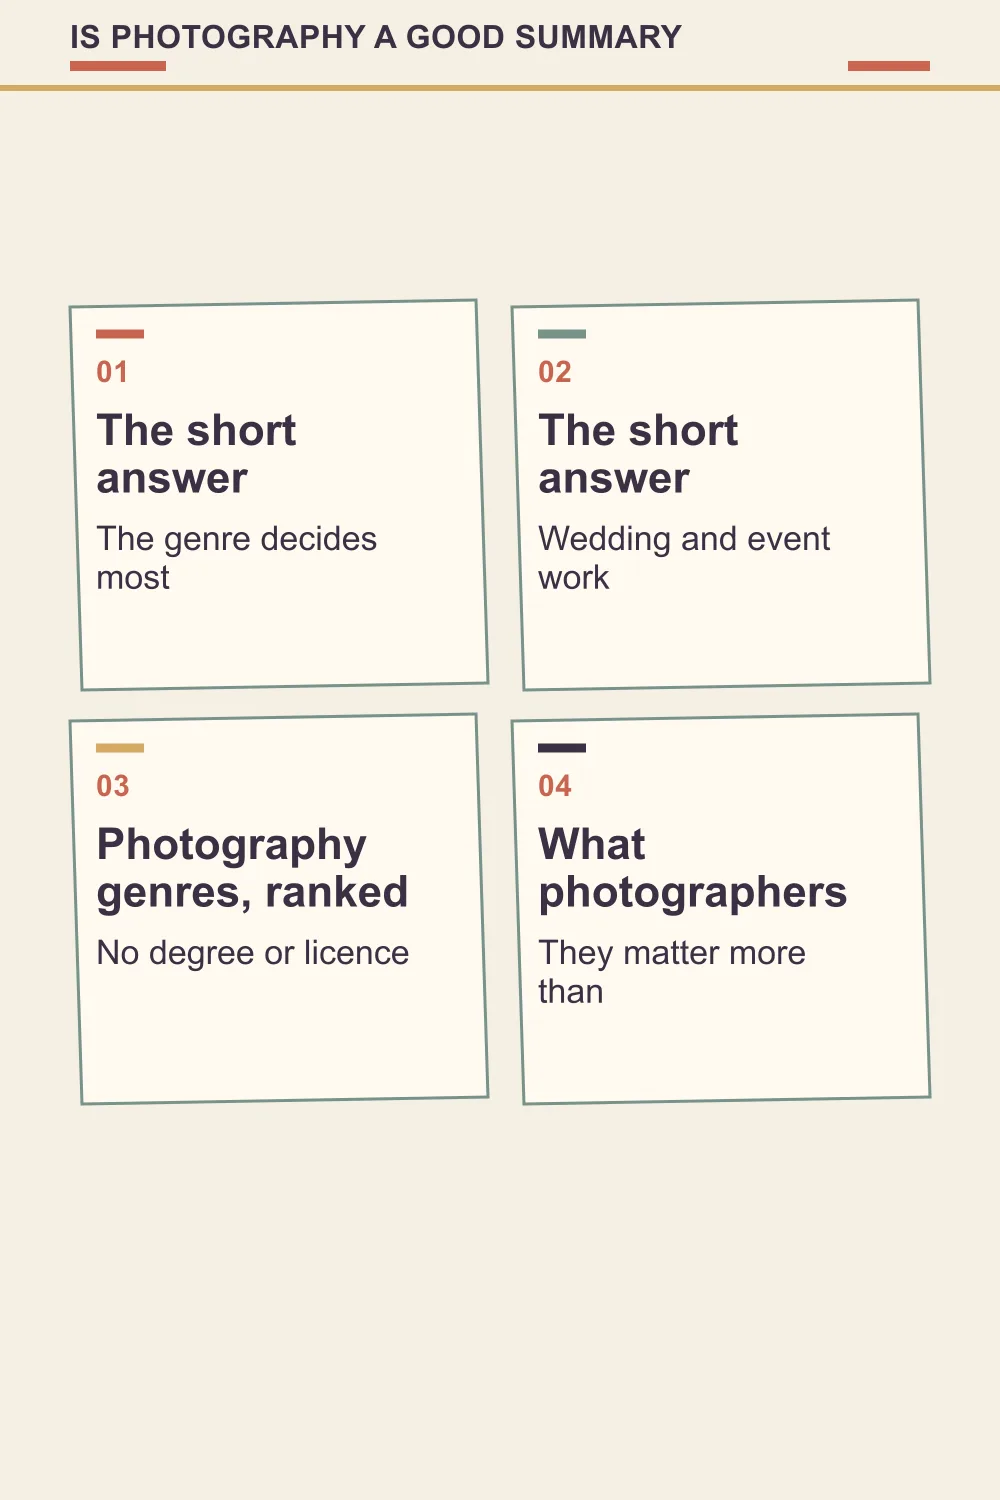 IS PHOTOGRAPHY A GOOD SUMMARY
01
The short
answer
The genre decides
most
02
The short
answer
Wedding and event
work
03
Photography
genres, ranked
No degree or licence
04
What
photographers
They matter more
than